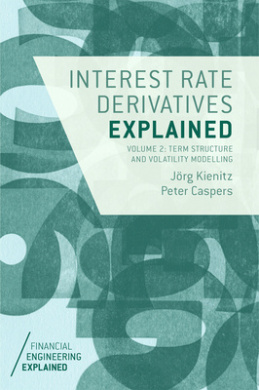 INTEREST RATE
DERIVATIVES
EXPLAINED
VOLUME 2: TERM STRUCTURE
AND VOLATILITY MODELLING
Jörg Kienitz
Peter Caspers
FINANCIAL
ENGINEERING
EXPLAINED